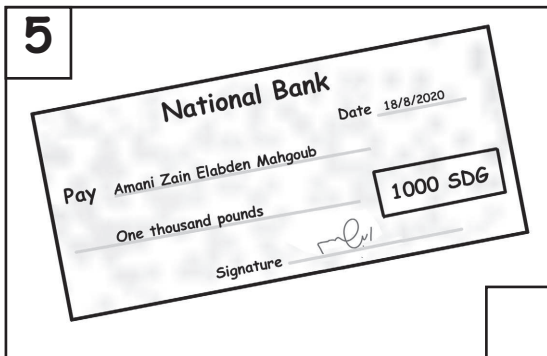 5
National Bank
Date 18/8/2020
Pay Amani Zain Elabden Mahgoub
One thousand pounds
1000 SDG
Signature